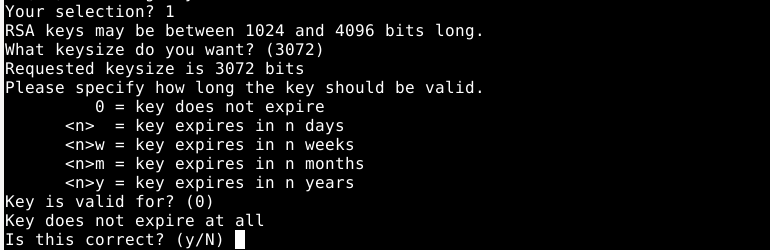 Your selection? 1
RSA keys may be between 1024 and 4096 bits long.
What keysize do you want? (3072)
Requested keysize is 3072 bits
Please specify how long the key should be valid.
0 = key does not expire
<n> = key expires in n days
<n>w = key expires in n weeks
<n>m = key expires in n months
<n>y = key expires in n years
Key is valid for? (0)
Key does not expire at all
Is this correct? (y/N)